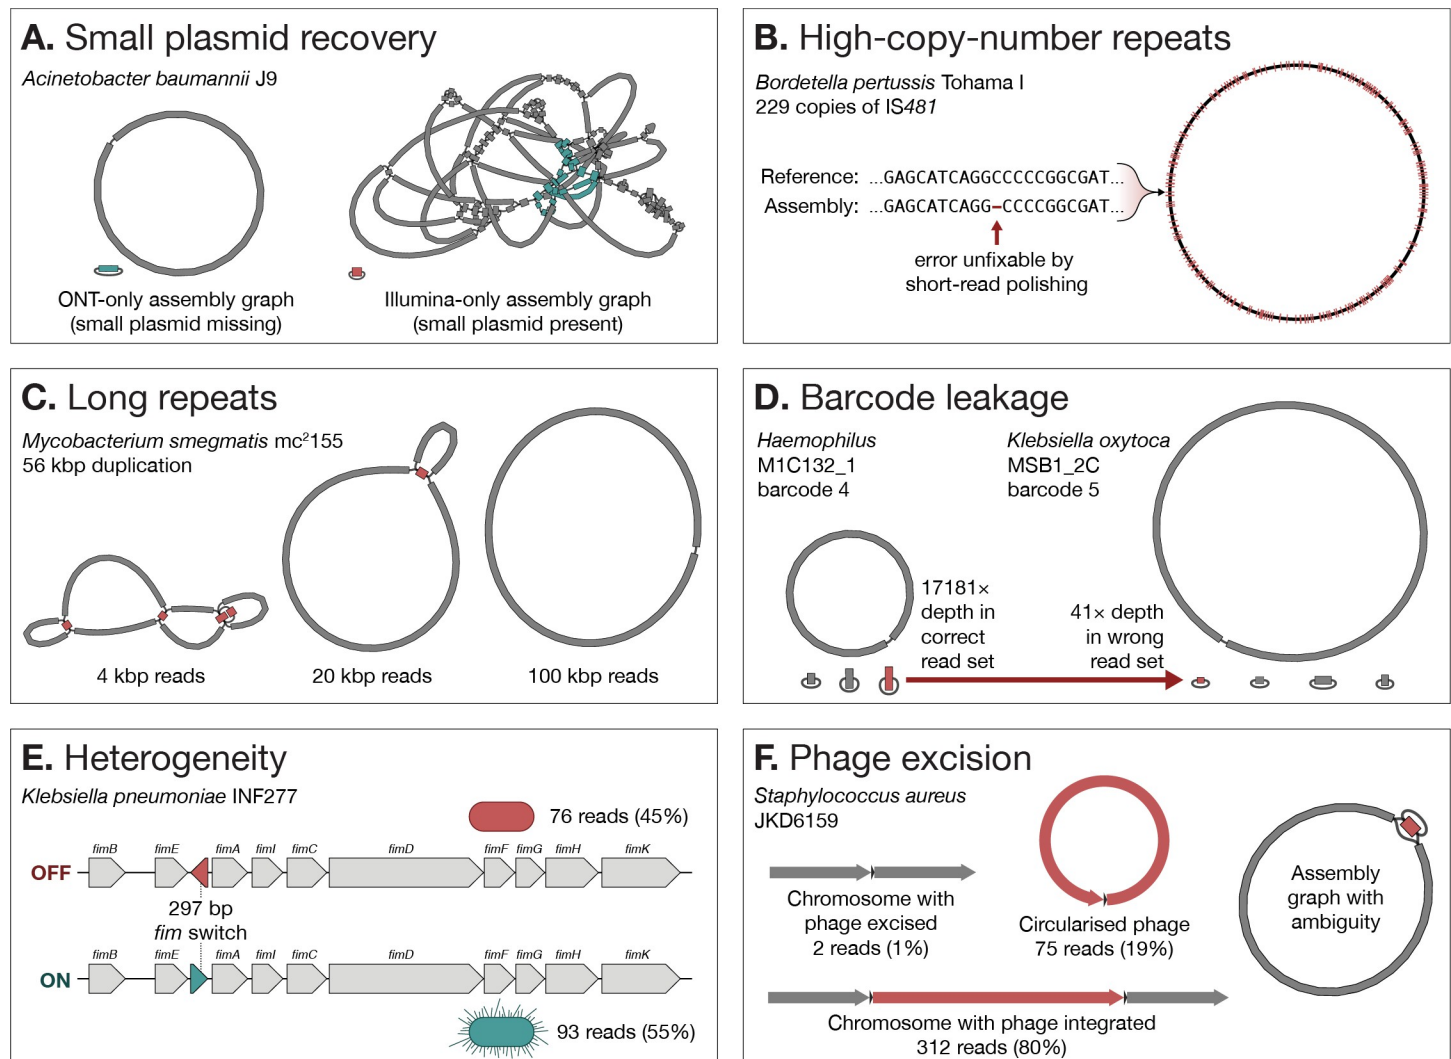 A. Small plasmid recovery
Acinetobacter baumannii J9
ONT-only assembly graph
(small plasmid missing)
Illumina-only assembly graph
(small plasmid present)
B. High-copy-number repeats
Bordetella pertussis Tohama I
229 copies of IS481
Reference: ...GAGCATCAGGCCCCCGGCGAT...
Assembly: ...GAGCATCAGG–CCCCGGCGAT...
error unfixable by
short-read polishing
C. Long repeats
Mycobacterium smegmatis mc²155
56 kbp duplication
4 kbp reads
20 kbp reads
100 kbp reads
D. Barcode leakage
Haemophilus
M1C132_1
barcode 4
Klebsiella oxytoca
MSB1_2C
barcode 5
17181×
depth in
correct
read set
41× depth
in wrong
read set
E. Heterogeneity
Klebsiella pneumoniae INF277
76 reads (45%)
fimB fimE fimA fimI fimC fimD fimF fimG fimH fimK
OFF
297 bp
fim switch
fimB fimE fimA fimI fimC fimD fimF fimG fimH fimK
ON
93 reads (55%)
F. Phage excision
Staphylococcus aureus
JKD6159
Chromosome with
phage excised
2 reads (1%)
Circularised phage
75 reads (19%)
Assembly
graph with
ambiguity
Chromosome with phage integrated
312 reads (80%)